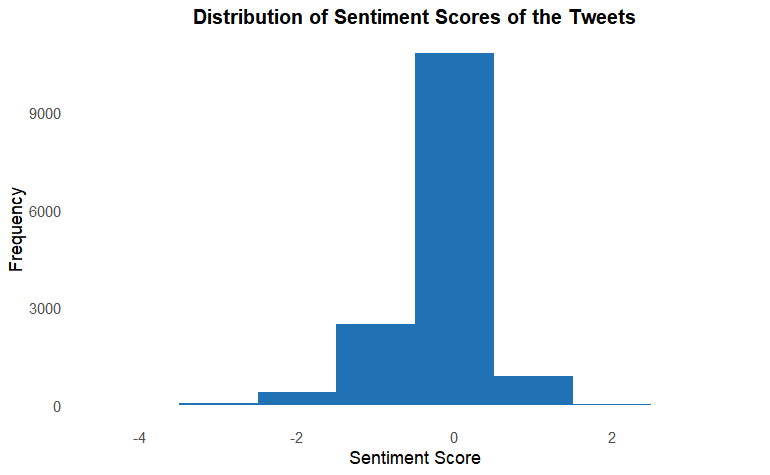 Distribution of Sentiment Scores of the Tweets
Frequency
9000
6000
3000
0
-4 -2 0 2
Sentiment Score